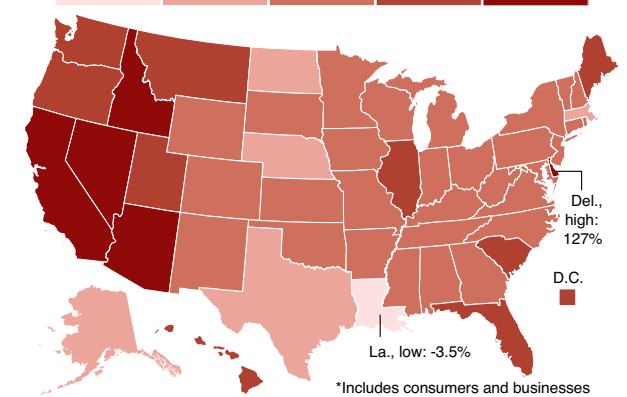 Del.,
high:
127%
D.C.
La., low: -3.5%
*Includes consumers and businesses